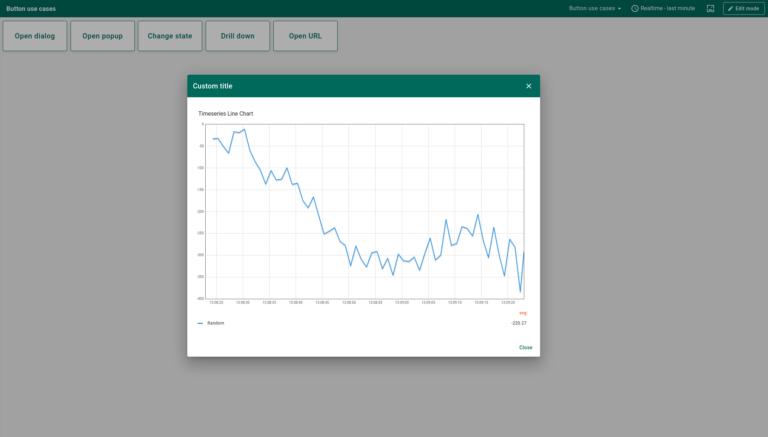 Button use cases
Button use cases
Realtime - last minute
Edit mode
Open dialog
Open popup
Change state
Drill down
Open URL
Custom title
Timeseries Line Chart
0
-50
-100
-150
-200
-250
-300
-350
-400
13:08:25 13:08:30 13:08:35 13:08:40 13:08:45 13:08:50 13:08:55 13:09:00 13:09:05 13:09:10 13:09:15 13:09:20
avg
Random
-220.27
Close